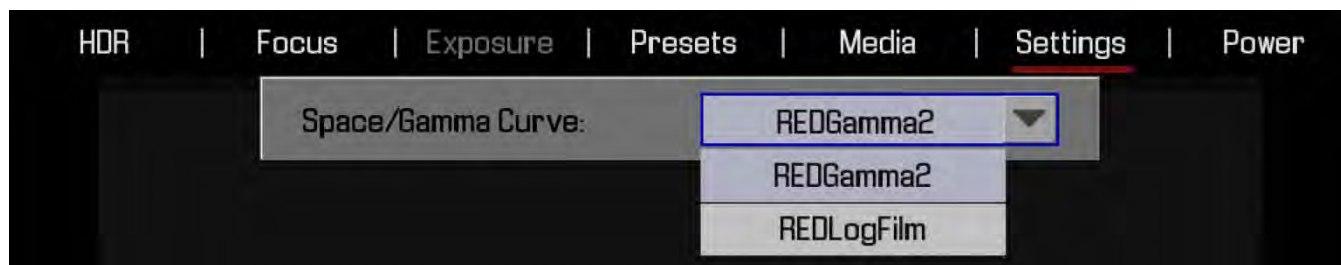 HDR | Focus | Exposure | Presets | Media | Settings | Power
Space/Gamma Curve: REDGamma2
REDGamma2
REDLogFilm